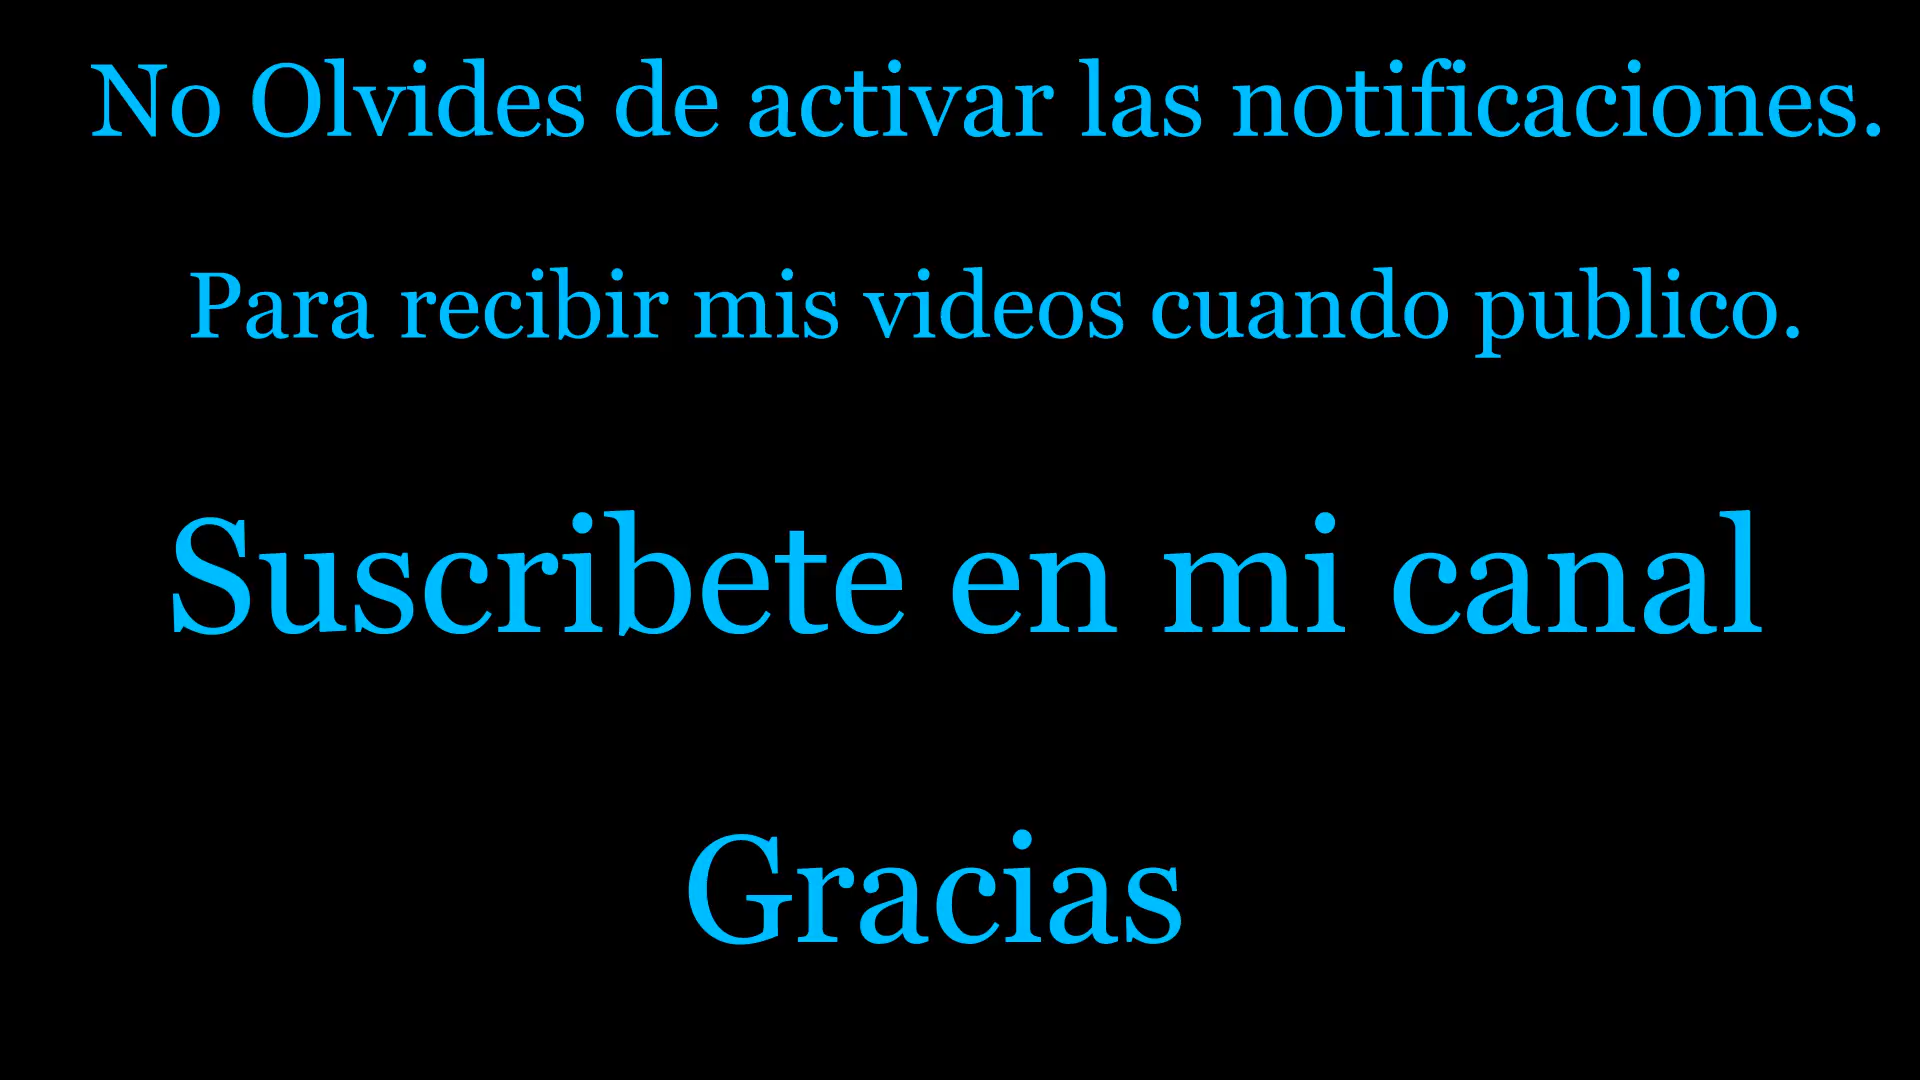 No Olvides de activar las notificaciones.
Para recibir mis videos cuando publico.
Suscribete en mi canal
Gracias